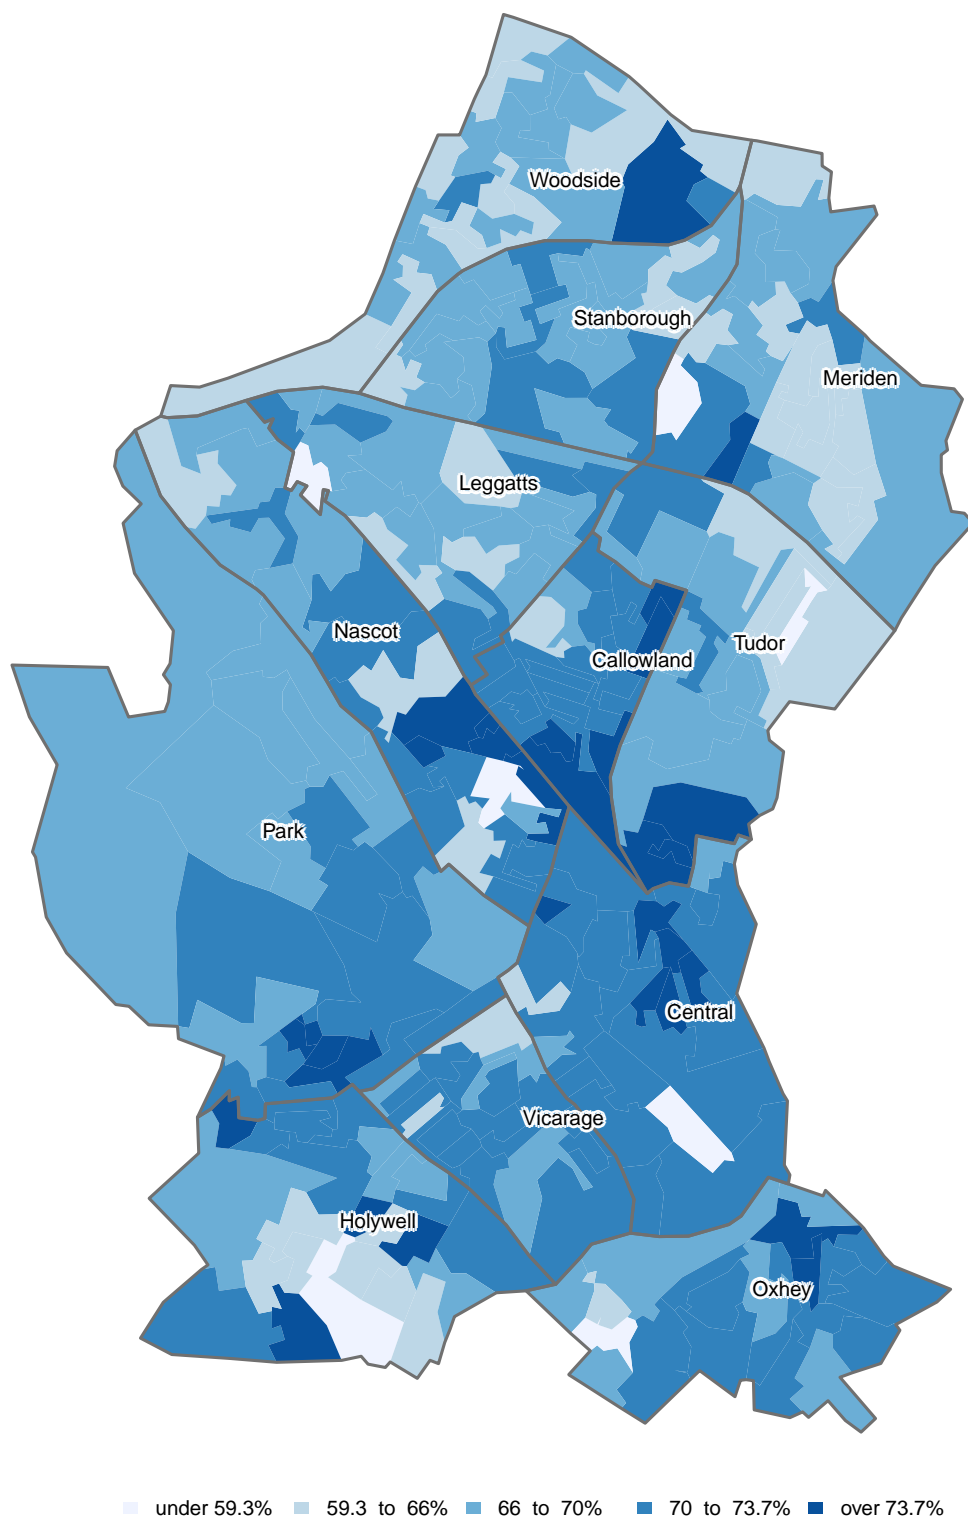 Woodside
Stanborough
Meriden
Leggatts
Nascot
Tudor
Callowland
Park
Central
Vicarage
Holywell
Oxhey
under 59.3% 59.3 to 66% 66 to 70% 70 to 73.7% over 73.7%